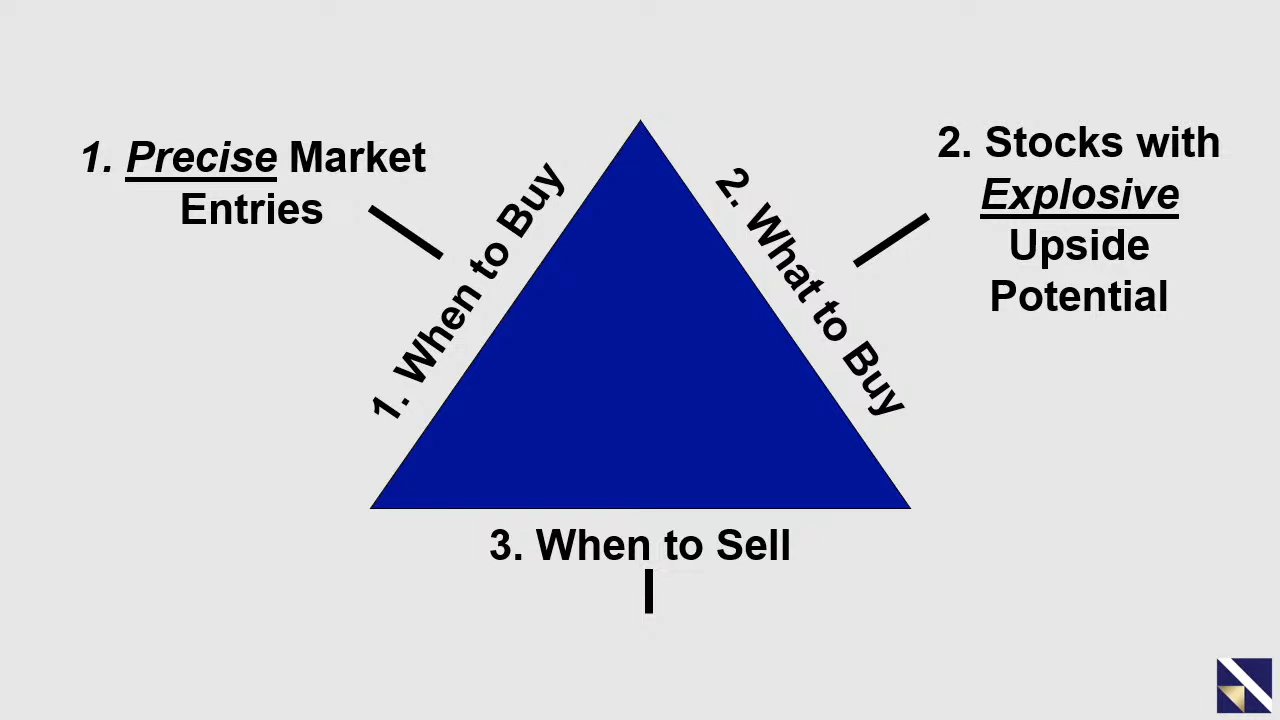 1. Precise Market
Entries
1. When to Buy
2. What to Buy
2. Stocks with
Explosive
Upside
Potential
3. When to Sell